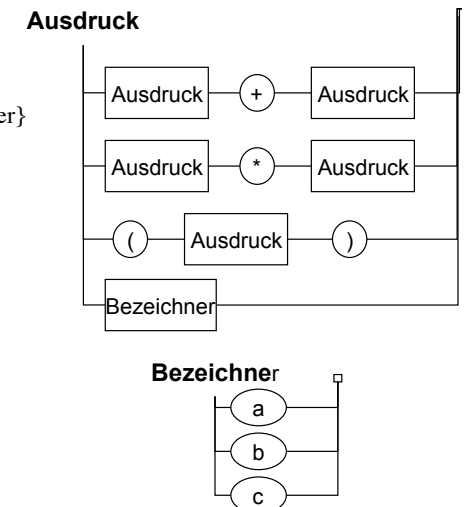 Ausdruck
Ausdruck + Ausdruck
er}
Ausdruck * Ausdruck
( Ausdruck )
Bezeichner
Bezeichner
a
b
c